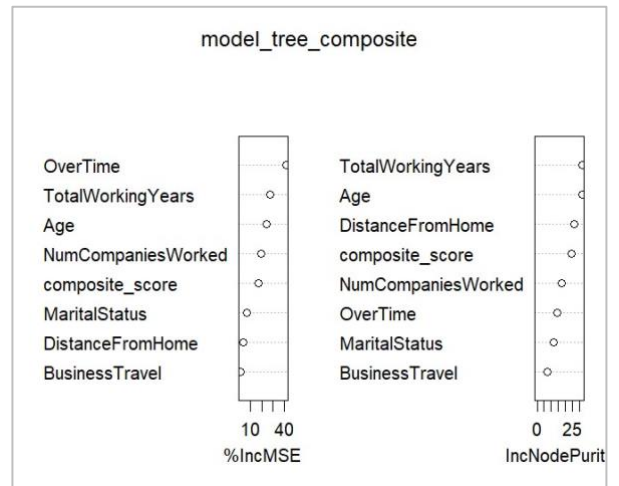 model_tree_composite
OverTime
TotalWorkingYears
Age
NumCompaniesWorked
composite_score
MaritalStatus
DistanceFromHome
BusinessTravel
10 40
%IncMSE
TotalWorkingYears
Age
DistanceFromHome
composite_score
NumCompaniesWorked
OverTime
MaritalStatus
BusinessTravel
0 25
IncNodePurit